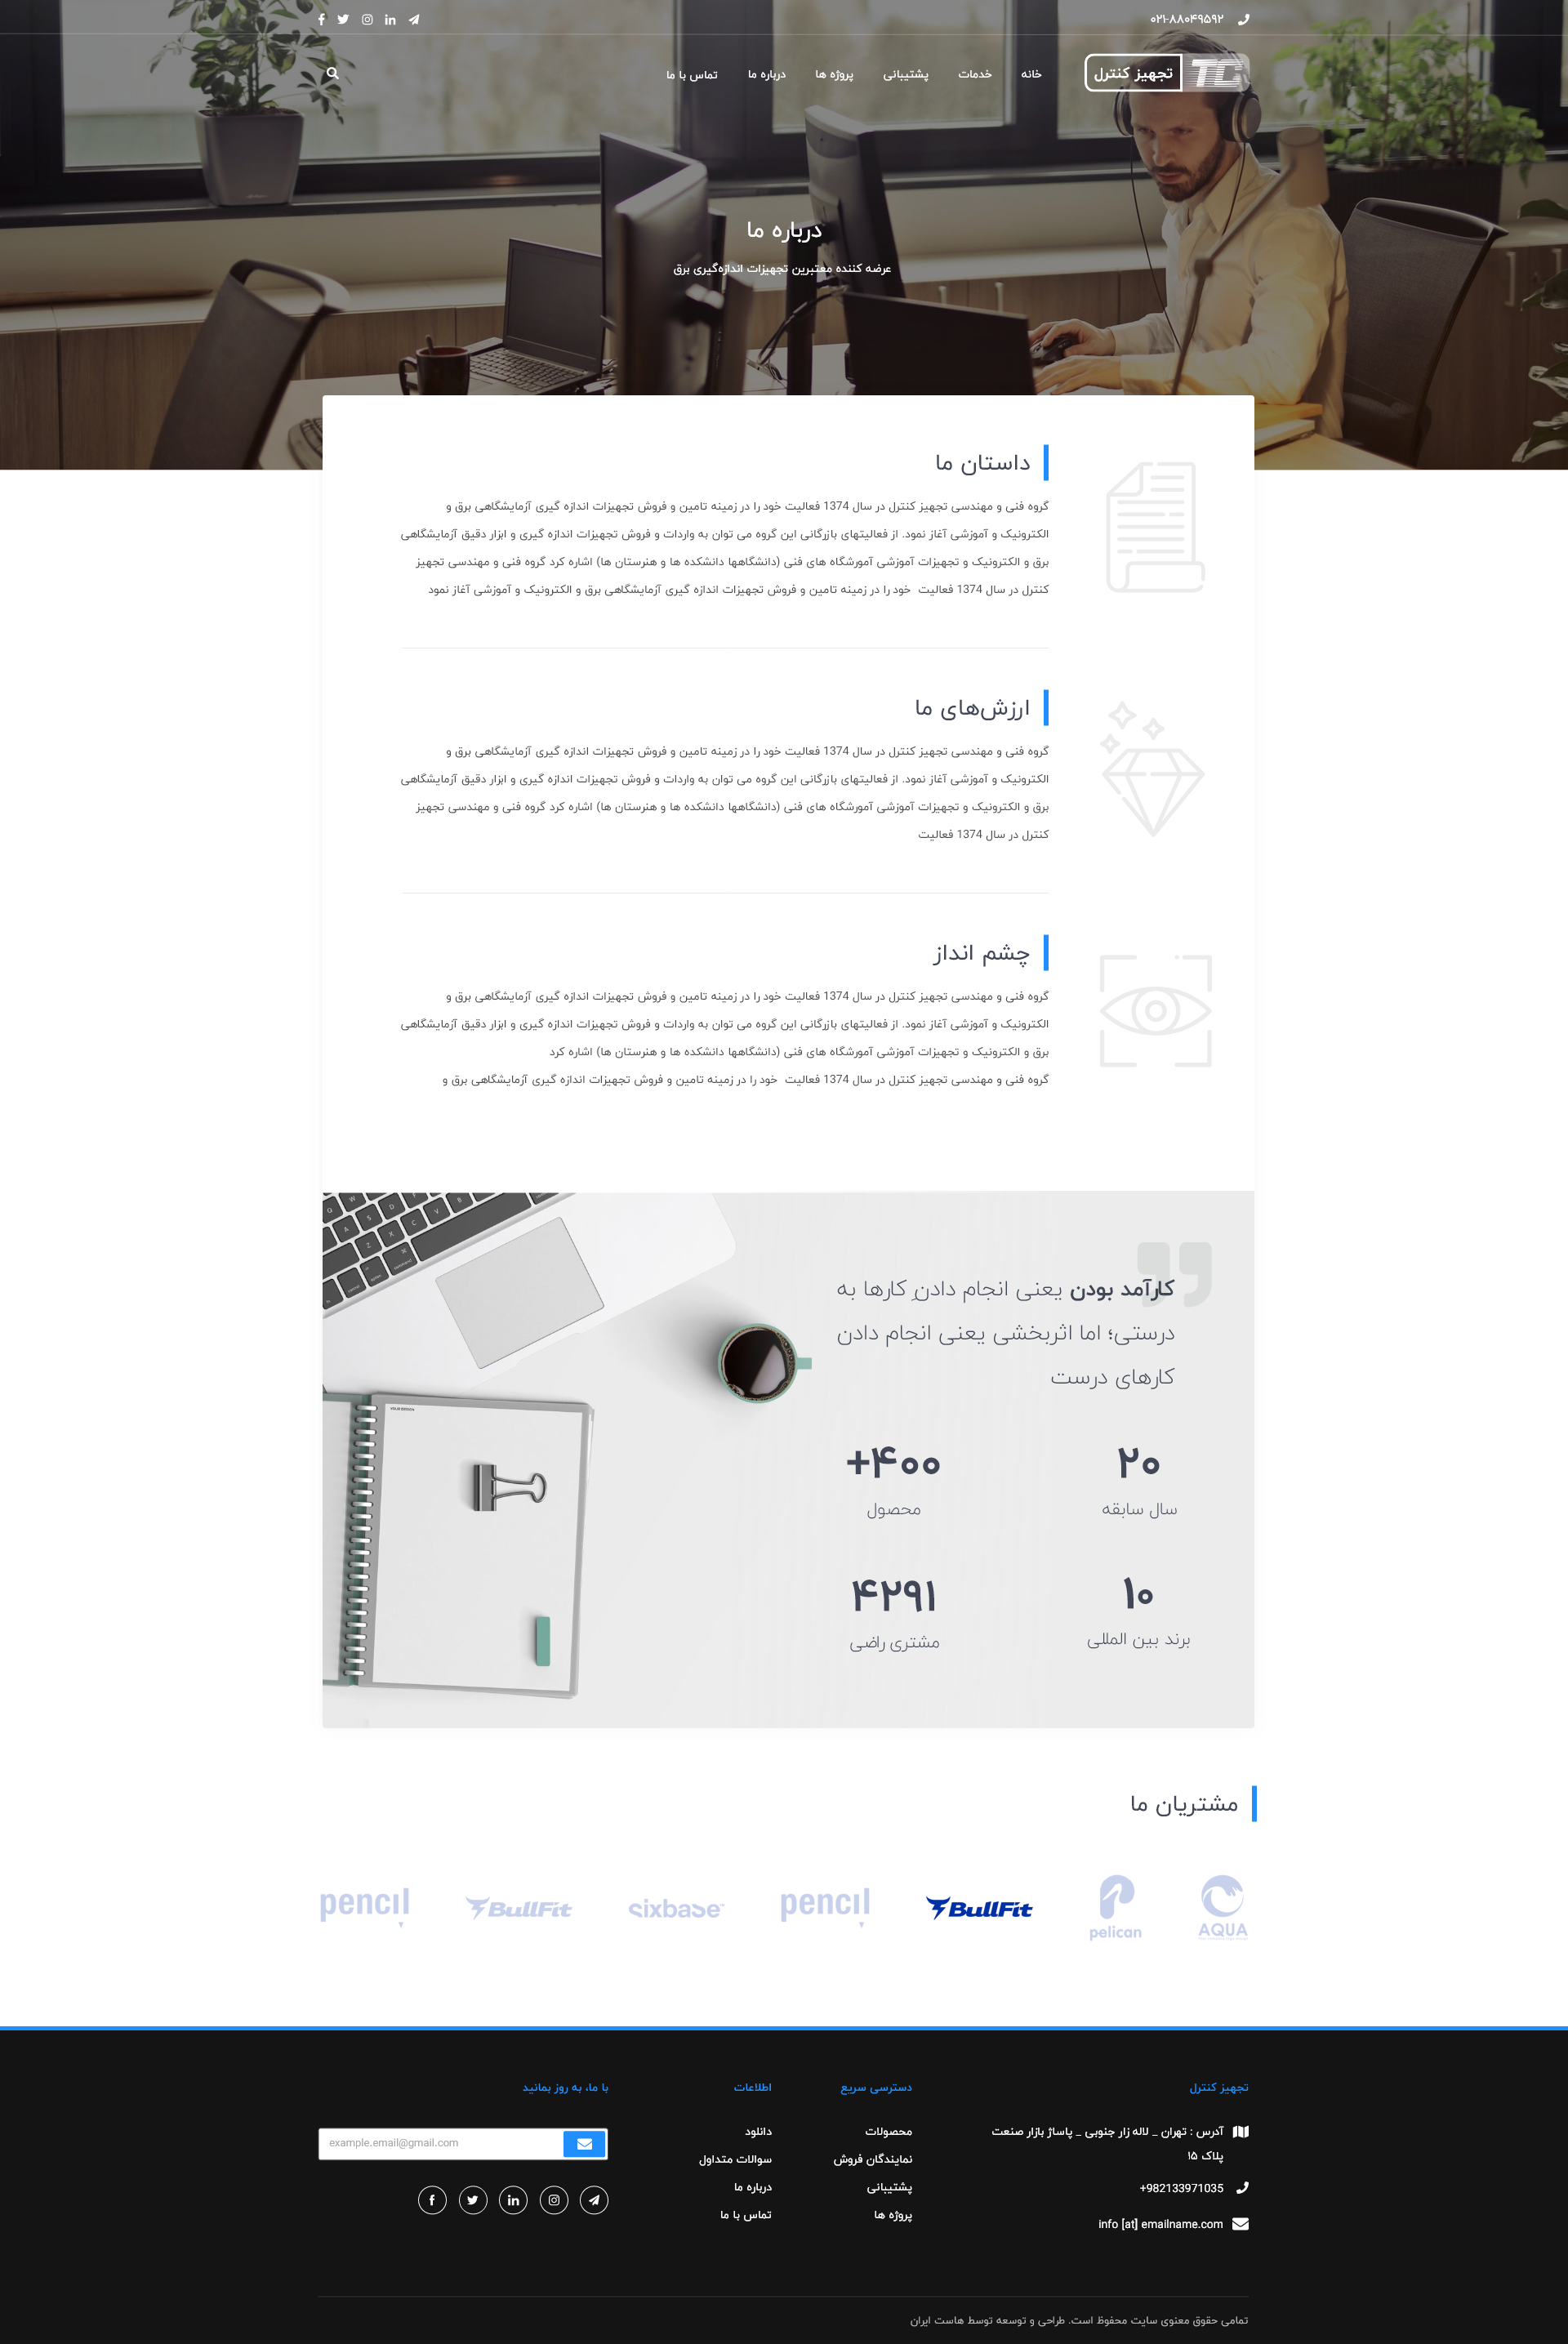 ۰۲۱-۸۸۰۴۹۵۹۲
تجهیز کنترل TC
خانه خدمات پشتیبانی پروژه ها درباره ما تماس با ما
درباره ما
عرضه کننده معتبرین تجهیزات اندازه‌گیری برق
داستان ما
گروه فنی و مهندسی تجهیز کنترل در سال 1374 فعالیت خود را در زمینه تامین و فروش تجهیزات اندازه گیری آزمایشگاهی برق و
الکترونیک و آموزشی آغاز نمود. از فعالیتهای بازرگانی این گروه می توان به واردات و فروش تجهیزات اندازه گیری و ابزار دقیق آزمایشگاهی
برق و الکترونیک و تجهیزات آموزشی آمورشگاه های فنی (دانشگاهها دانشکده ها و هنرستان ها) اشاره کرد گروه فنی و مهندسی تجهیز
کنترل در سال 1374 فعالیت خود را در زمینه تامین و فروش تجهیزات اندازه گیری آزمایشگاهی برق و الکترونیک و آموزشی آغاز نمود
ارزش‌های ما
گروه فنی و مهندسی تجهیز کنترل در سال 1374 فعالیت خود را در زمینه تامین و فروش تجهیزات اندازه گیری آزمایشگاهی برق و
الکترونیک و آموزشی آغاز نمود. از فعالیتهای بازرگانی این گروه می توان به واردات و فروش تجهیزات اندازه گیری و ابزار دقیق آزمایشگاهی
برق و الکترونیک و تجهیزات آموزشی آمورشگاه های فنی (دانشگاهها دانشکده ها و هنرستان ها) اشاره کرد گروه فنی و مهندسی تجهیز
کنترل در سال 1374 فعالیت
چشم انداز
گروه فنی و مهندسی تجهیز کنترل در سال 1374 فعالیت خود را در زمینه تامین و فروش تجهیزات اندازه گیری آزمایشگاهی برق و
الکترونیک و آموزشی آغاز نمود. از فعالیتهای بازرگانی این گروه می توان به واردات و فروش تجهیزات اندازه گیری و ابزار دقیق آزمایشگاهی
برق و الکترونیک و تجهیزات آموزشی آمورشگاه های فنی (دانشگاهها دانشکده ها و هنرستان ها) اشاره کرد
گروه فنی و مهندسی تجهیز کنترل در سال 1374 فعالیت خود را در زمینه تامین و فروش تجهیزات اندازه گیری آزمایشگاهی برق و
کارآمد بودن یعنی انجام دادنِ کارها به
درستی؛ اما اثربخشی یعنی انجام دادن
کارهای درست
۲۰
سال سابقه
۴۰۰+
محصول
۱۰
برند بین المللی
۴۲۹۱
مشتری راضی
مشتریان ما
AQUA
pelican
BullFit
pencil
sixbase
BullFit
pencil
تجهیز کنترل
آدرس : تهران _ لاله زار جنوبی _ پاساژ بازار صنعت
پلاک ۱۵
+982133971035
info [at] emailname.com
دسترسی سریع
محصولات
نمایندگان فروش
پشتیبانی
پروژه ها
اطلاعات
دانلود
سوالات متداول
درباره ما
تماس با ما
با ما، به روز بمانید
example.email@gmail.com
تمامی حقوق معنوی سایت محفوظ است. طراحی و توسعه توسط هاست ایران